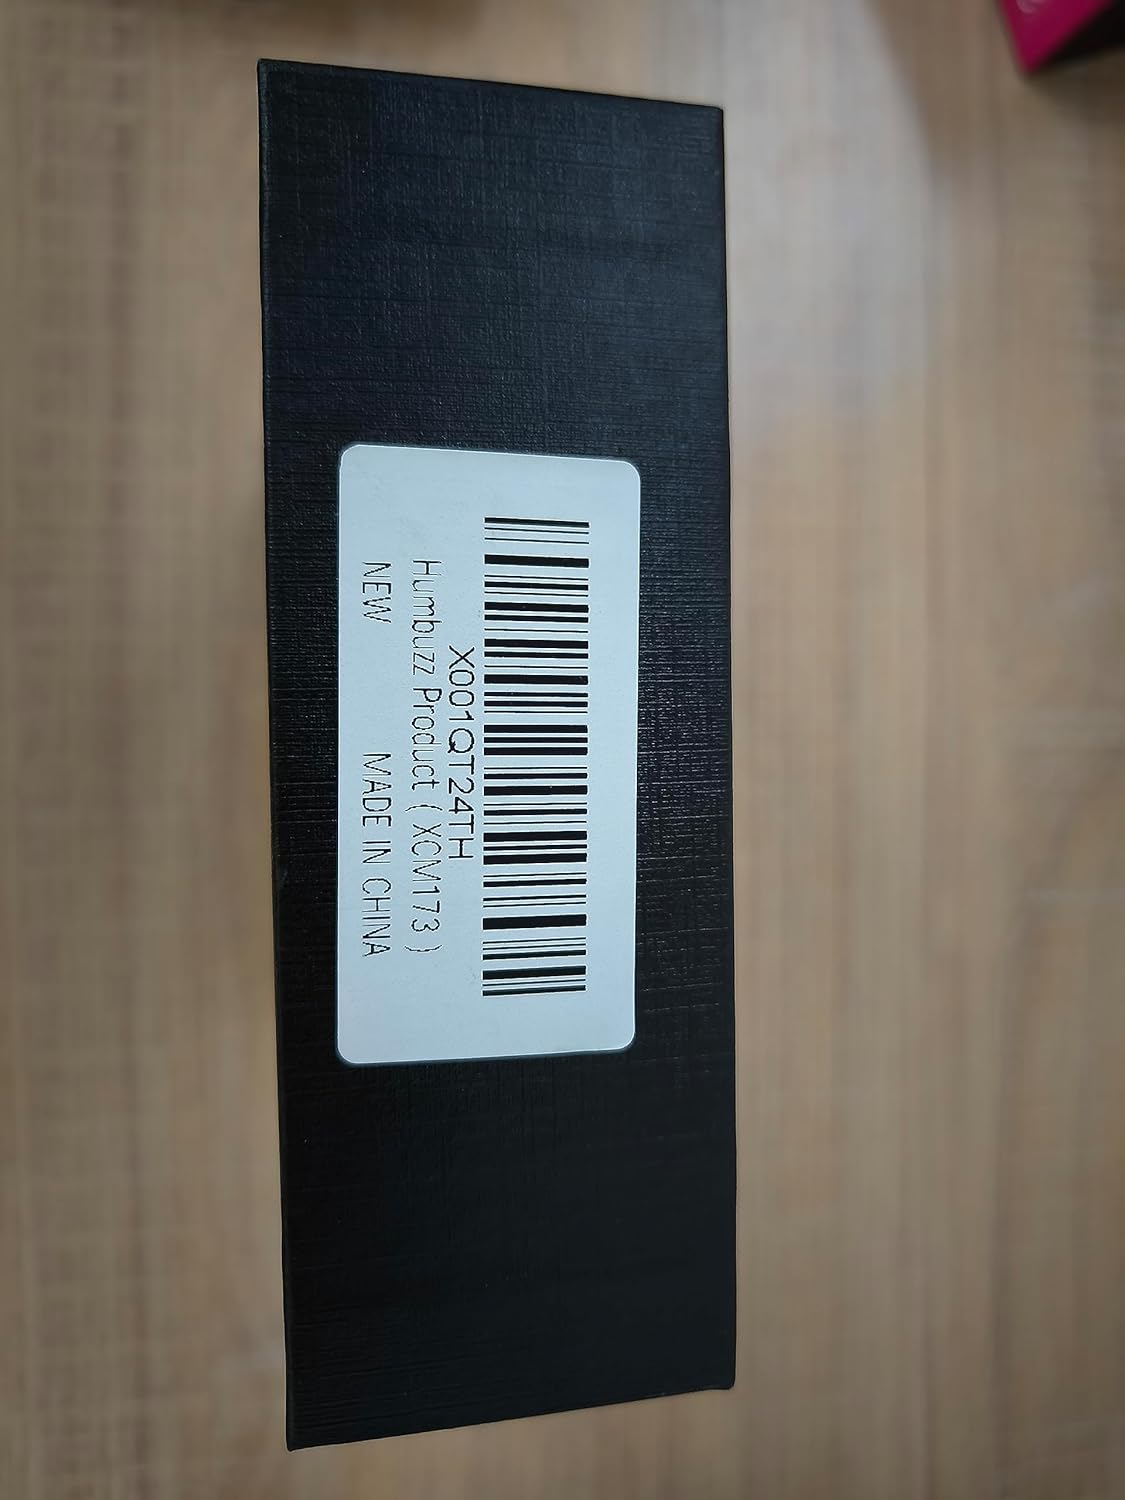 X001QT24TH
Humbuzz Product ( XCM173 )
NEW MADE IN CHINA